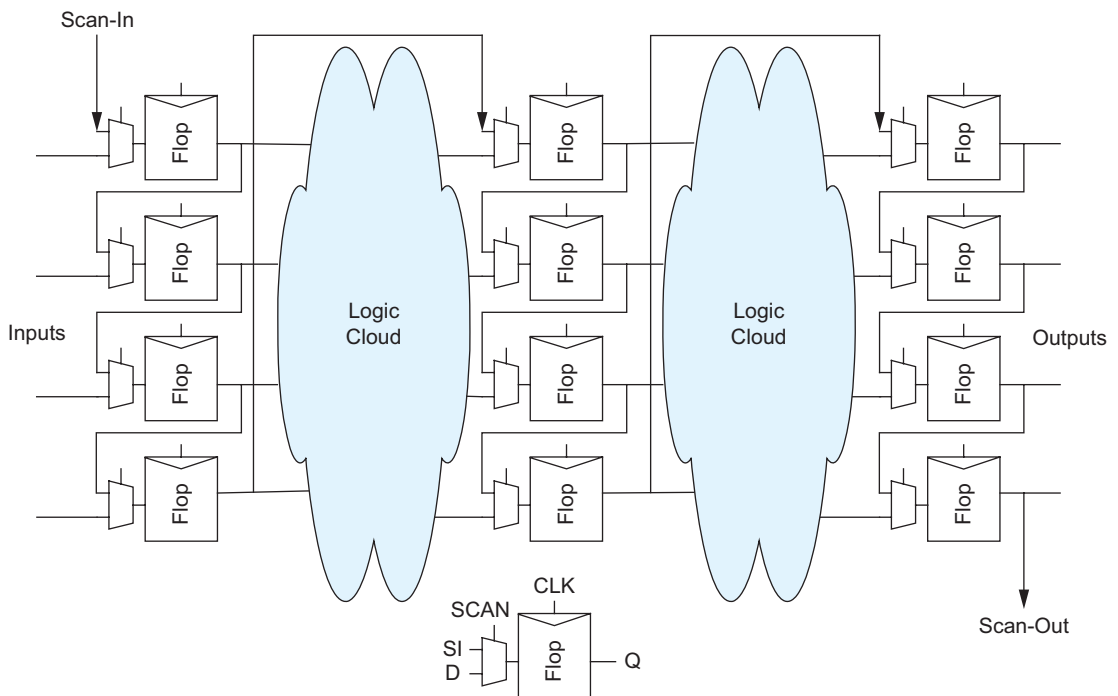 Scan-In
Flop
Flop
Flop
Flop
Flop
Flop
Inputs
Logic
Cloud
Logic
Cloud
Outputs
Flop
Flop
Flop
Flop
Flop
Flop
CLK
SCAN
SI
D
Flop
Q
Scan-Out